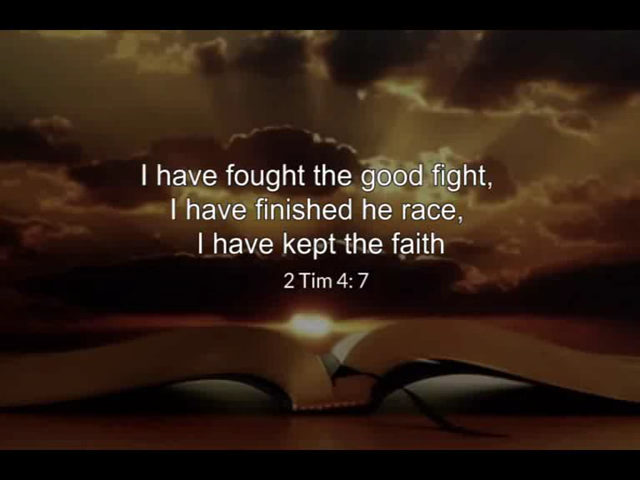 I have fought the good fight,
I have finished he race,
I have kept the faith
2 Tim 4: 7